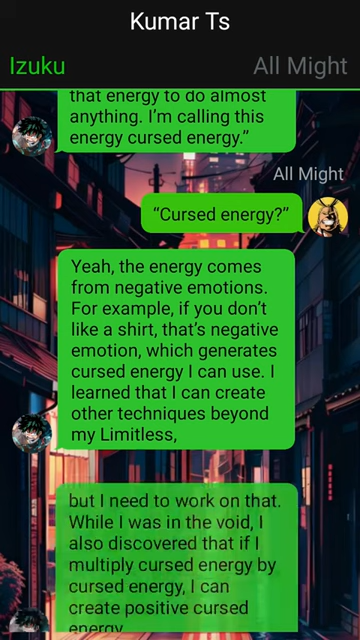 Kumar Ts
Izuku
All Might
that energy to do almost
anything. I’m calling this
energy cursed energy.”
All Might
“Cursed energy?”
Yeah, the energy comes
from negative emotions.
For example, if you don’t
like a shirt, that’s negative
emotion, which generates
cursed energy I can use. I
learned that I can create
other techniques beyond
my Limitless,
but I need to work on that.
While I was in the void, I
also discovered that if I
multiply cursed energy by
cursed energy, I can
create positive cursed
energy